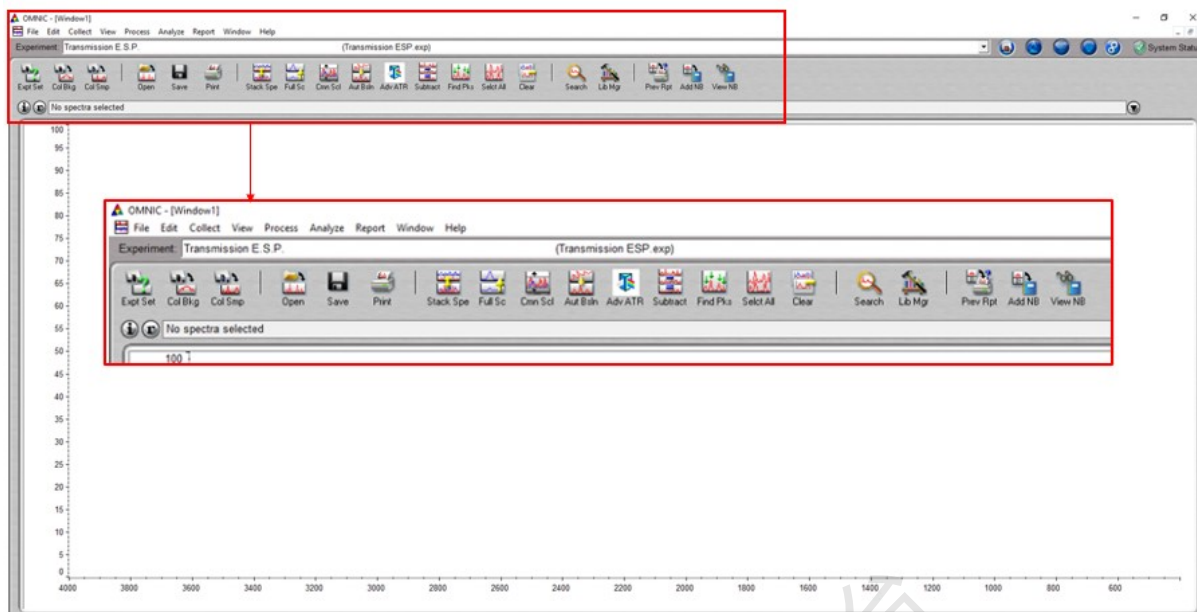 OMNIC - [Window1]
File Edit Collect View Process Analyze Report Window Help
Experiment: Transmission E.S.P. (Transmission ESP.exp) System Statu
Expt Set Col Bkg Col Smp Open Save Print Stack Spe Full Sc Cmn Scl Aut Bsln Adv ATR Subtract Find Pks Selct All Clear Search Lib Mgr Prev Rpt Add NB View NB
No spectra selected
100
95
90
85
80
75
70
65
60
55
50
45
40
35
30
25
20
15
10
5
0
OMNIC - [Window1]
File Edit Collect View Process Analyze Report Window Help
Experiment: Transmission E.S.P. (Transmission ESP.exp)
Expt Set Col Bkg Col Smp Open Save Print Stack Spe Full Sc Cmn Scl Aut Bsln Adv ATR Subtract Find Pks Selct All Clear Search Lib Mgr Prev Rpt Add NB View NB
No spectra selected
100
4000 3800 3600 3400 3200 3000 2800 2600 2400 2200 2000 1800 1600 1400 1200 1000 800 600